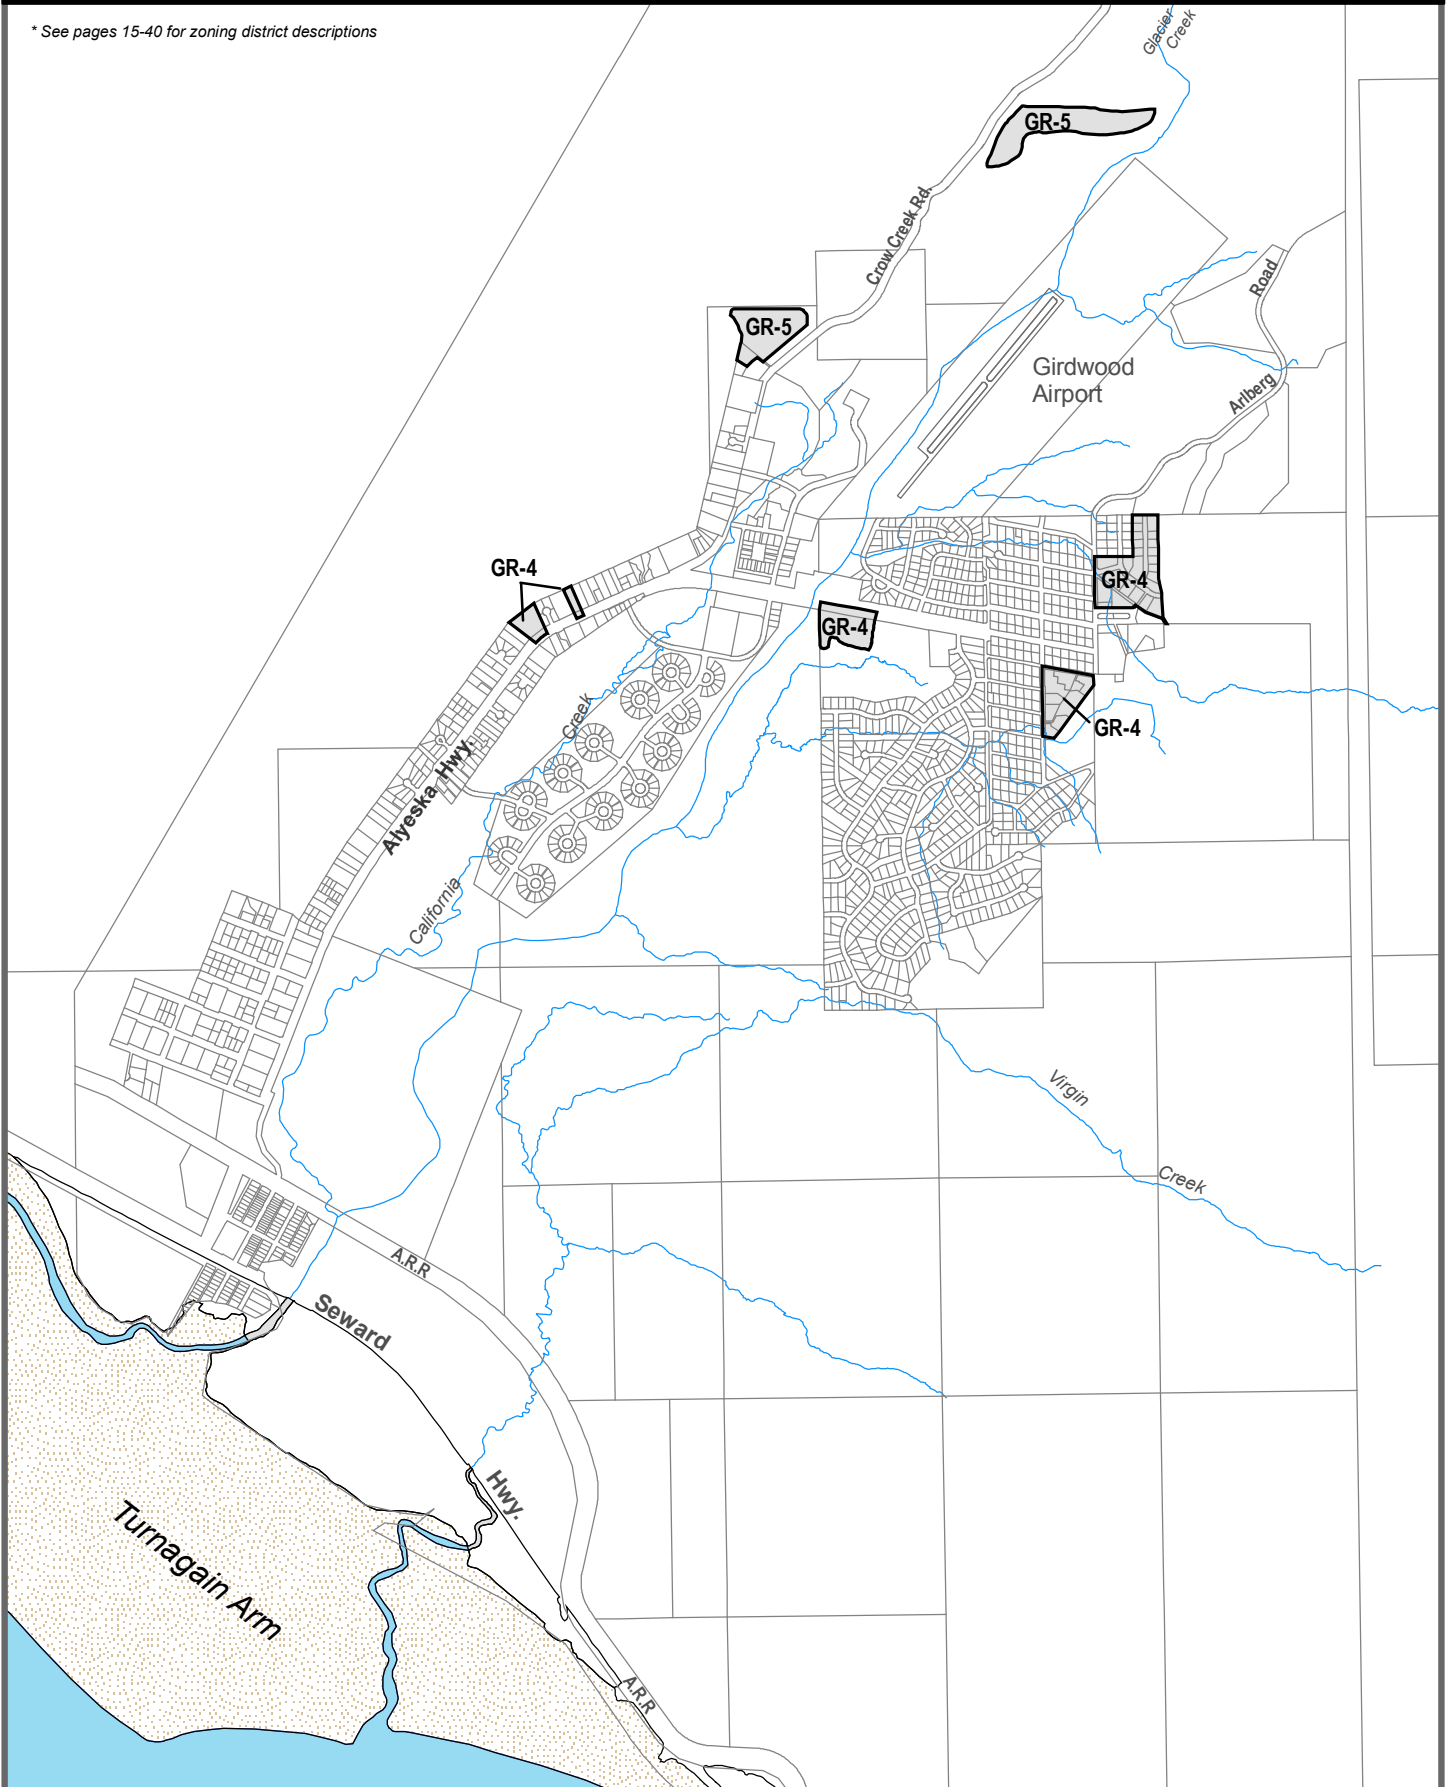 * See pages 15-40 for zoning district descriptions
Glacier
Creek
GR-5
Crow Creek Rd.
Road
GR-5
Girdwood
Airport
Arlberg
GR-4
GR-4
GR-4
GR-4
Creek
Alyeska Hwy.
California
Virgin
Creek
A.R.R
Seward
Hwy.
Turnagain Arm
A.R.R